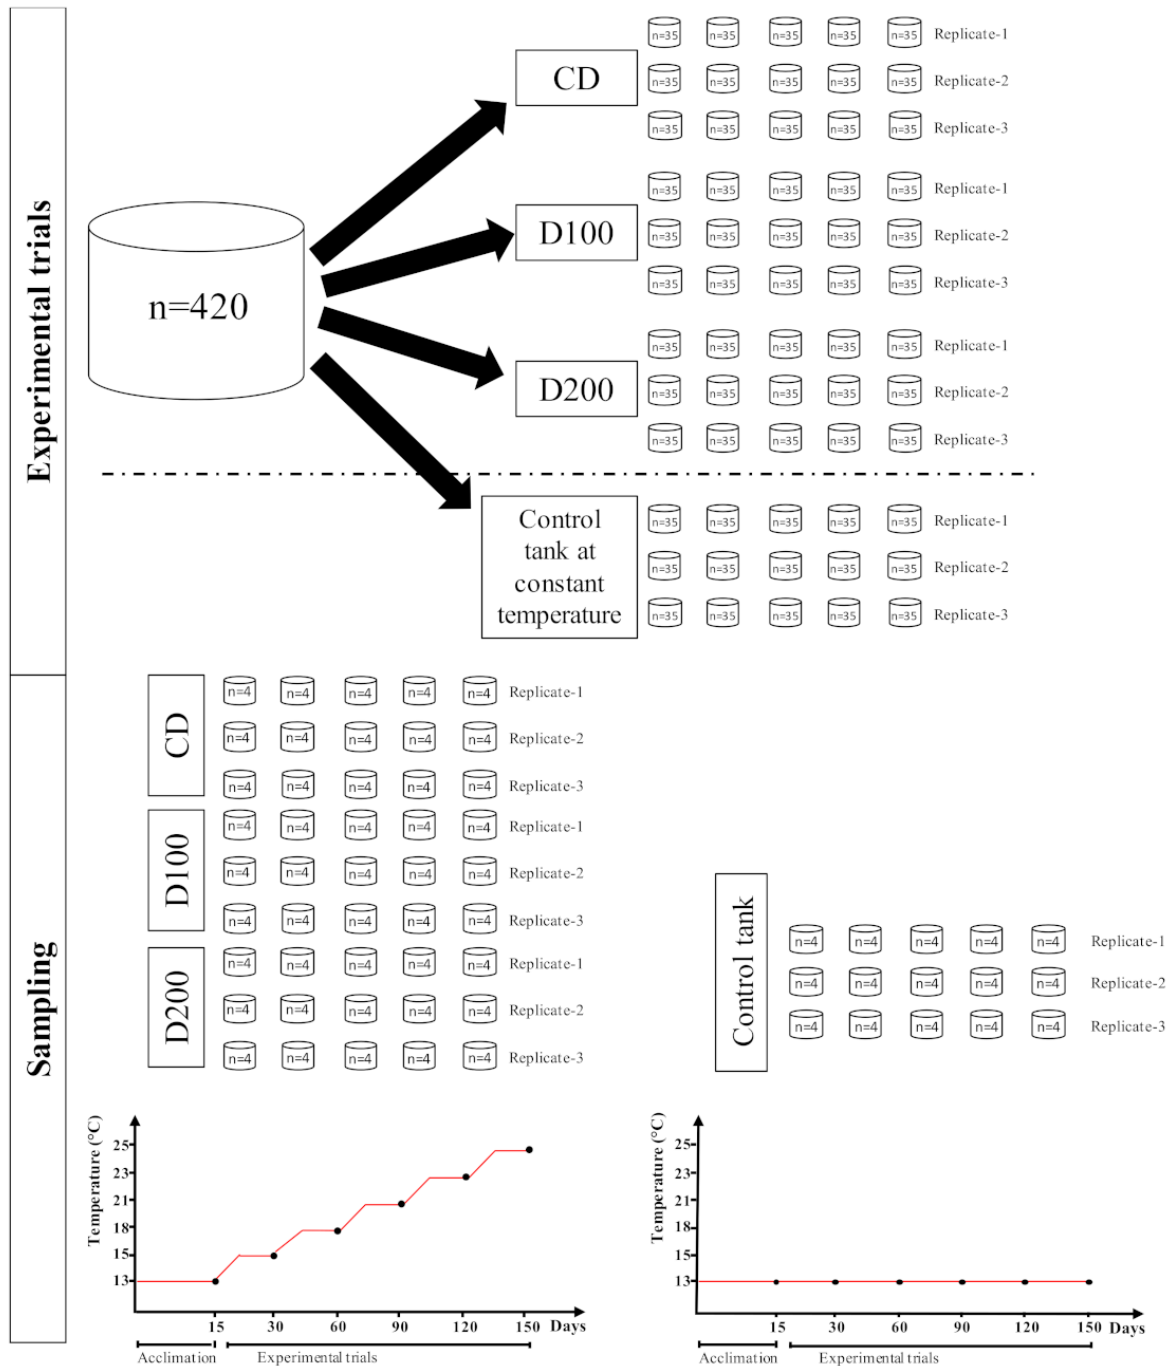 Experimental trials
n=420
CD
n=35 n=35 n=35 n=35 n=35 Replicate-1
n=35 n=35 n=35 n=35 n=35 Replicate-2
n=35 n=35 n=35 n=35 n=35 Replicate-3
D100
n=35 n=35 n=35 n=35 n=35 Replicate-1
n=35 n=35 n=35 n=35 n=35 Replicate-2
n=35 n=35 n=35 n=35 n=35 Replicate-3
D200
n=35 n=35 n=35 n=35 n=35 Replicate-1
n=35 n=35 n=35 n=35 n=35 Replicate-2
n=35 n=35 n=35 n=35 n=35 Replicate-3
Control
tank at
constant
temperature
n=35 n=35 n=35 n=35 n=35 Replicate-1
n=35 n=35 n=35 n=35 n=35 Replicate-2
n=35 n=35 n=35 n=35 n=35 Replicate-3
Sampling
CD
n=4 n=4 n=4 n=4 n=4 Replicate-1
n=4 n=4 n=4 n=4 n=4 Replicate-2
n=4 n=4 n=4 n=4 n=4 Replicate-3
D100
n=4 n=4 n=4 n=4 n=4 Replicate-1
n=4 n=4 n=4 n=4 n=4 Replicate-2
n=4 n=4 n=4 n=4 n=4 Replicate-3
D200
n=4 n=4 n=4 n=4 n=4 Replicate-1
n=4 n=4 n=4 n=4 n=4 Replicate-2
n=4 n=4 n=4 n=4 n=4 Replicate-3
Control tank
n=4 n=4 n=4 n=4 n=4 Replicate-1
n=4 n=4 n=4 n=4 n=4 Replicate-2
n=4 n=4 n=4 n=4 n=4 Replicate-3
Temperature (°C)
25
23
21
18
15
13
15 30 60 90 120 150 Days
Acclimation Experimental trials
Temperature (°C)
25
23
21
18
15
13
15 30 60 90 120 150 Days
Acclimation Experimental trials